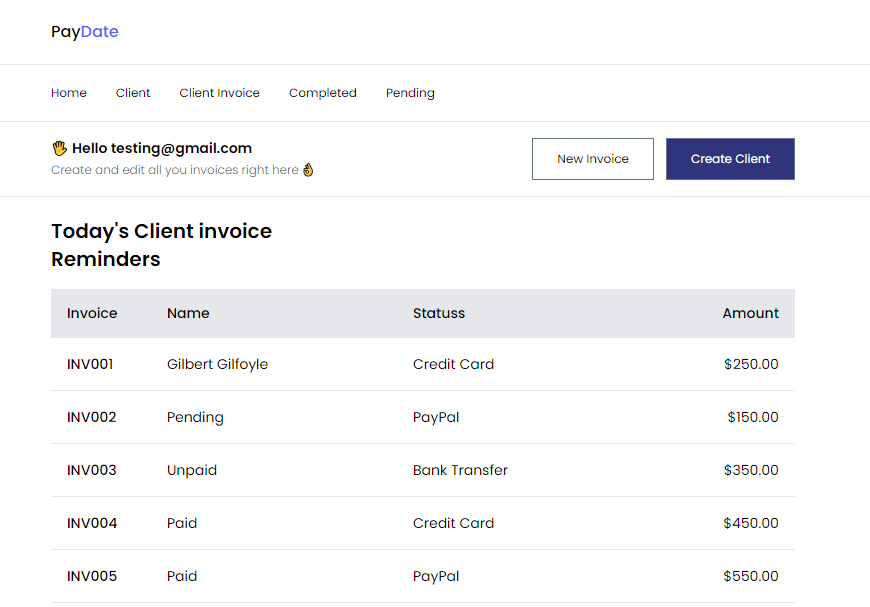 PayDate
Home Client Client Invoice Completed Pending
🖐 Hello testing@gmail.com
Create and edit all you invoices right here 👌
New Invoice Create Client
Today's Client invoice
Reminders
Invoice Name Statuss Amount
INV001 Gilbert Gilfoyle Credit Card $250.00
INV002 Pending PayPal $150.00
INV003 Unpaid Bank Transfer $350.00
INV004 Paid Credit Card $450.00
INV005 Paid PayPal $550.00